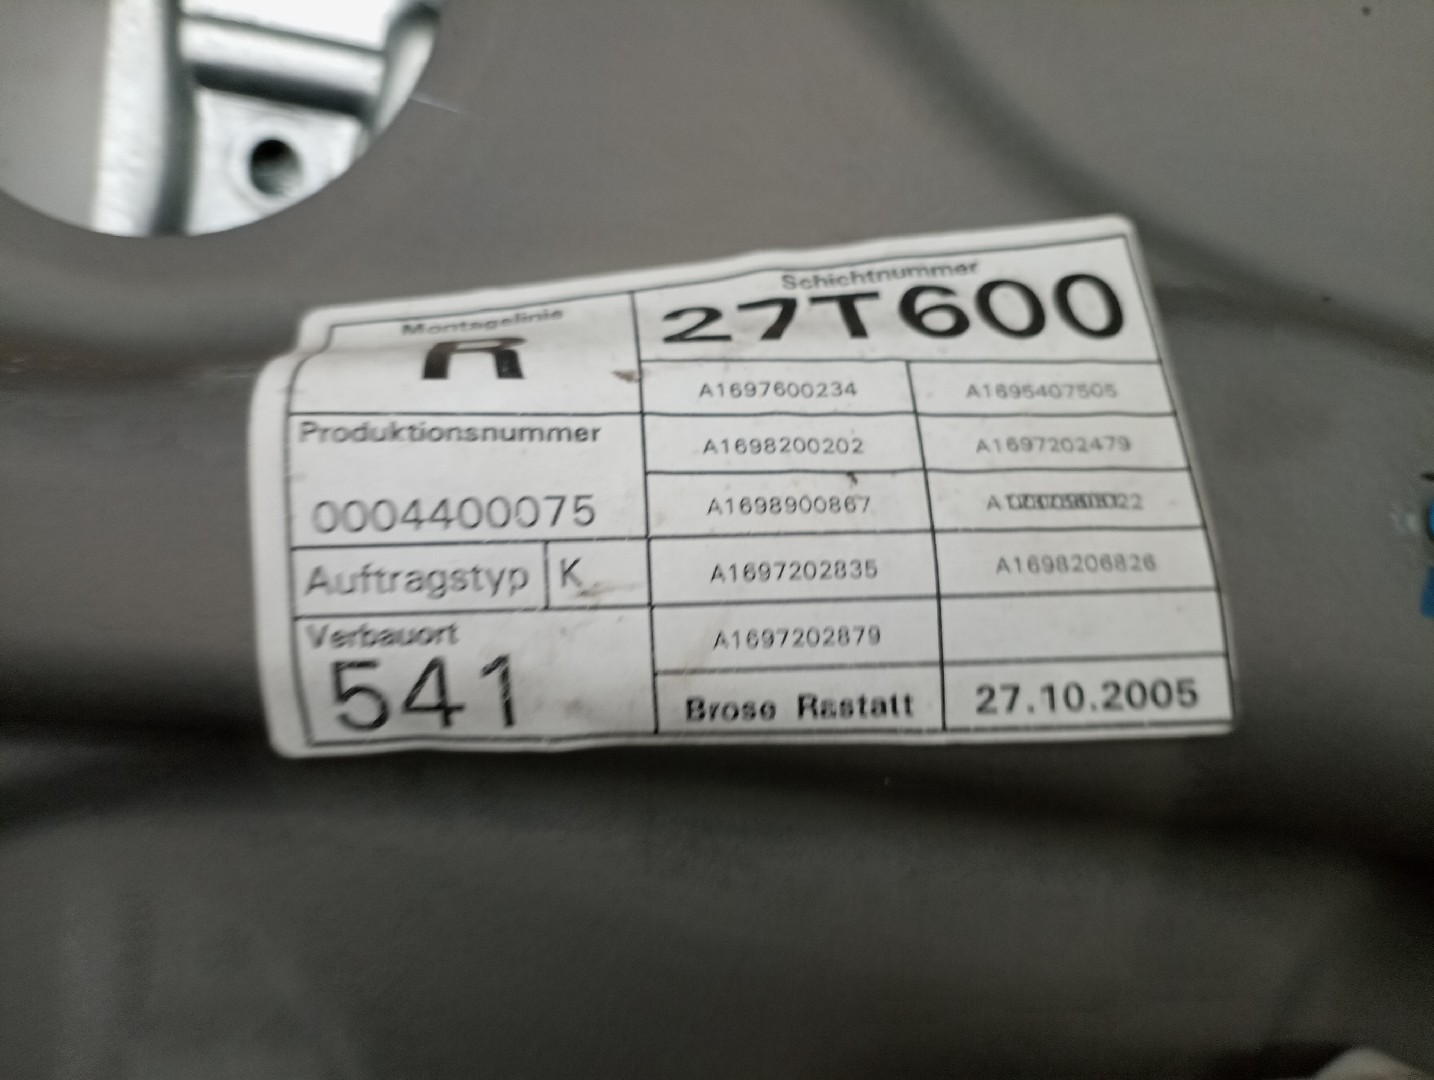 Montagelinie
R
Schichtnummer
27T600
A1697600234 A1695407505
Produktionsnummer
A1698200202 A1697202479
0004400075
A1698900867
Auftragstyp K
A1697202835 A1698206826
Verbauort
541
A1697202879
Brose Rastatt 27.10.2005